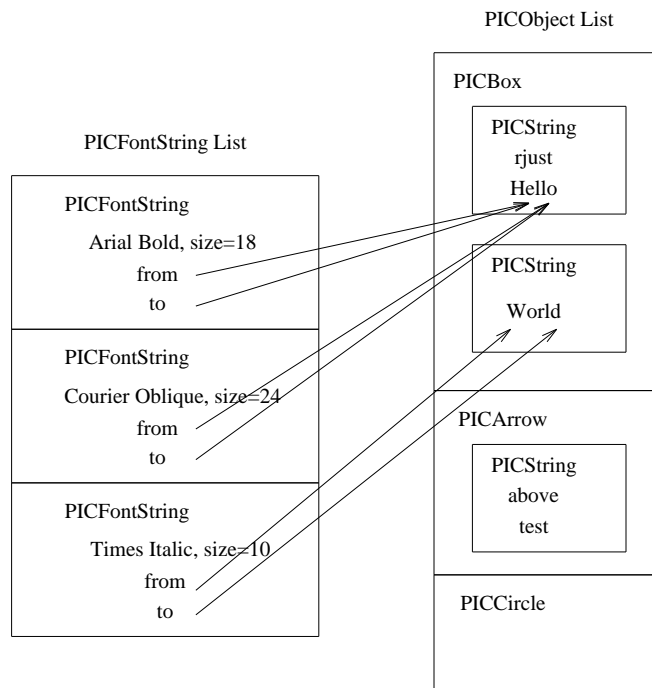 PICFontString List
PICFontString
Arial Bold, size=18
from
to
PICFontString
Courier Oblique, size=24
from
to
PICFontString
Times Italic, size=10
from
to
PICObject List
PICBox
PICString
rjust
Hello
PICString
World
PICArrow
PICString
above
test
PICCircle